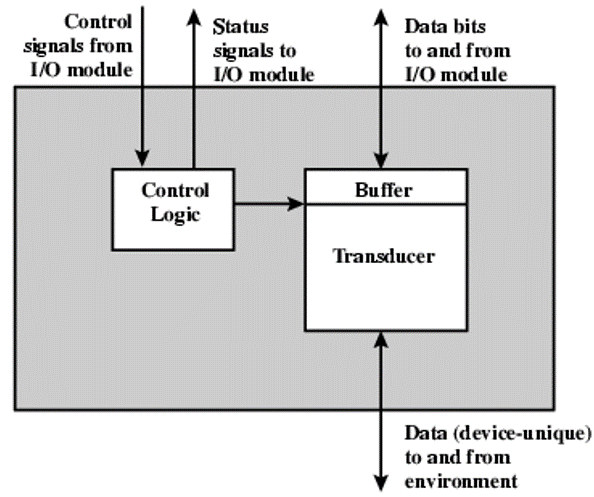 Control
signals from
I/O module
Status
signals to
I/O module
Data bits
to and from
I/O module
Control
Logic
Buffer
Transducer
Data (device-unique)
to and from
environment